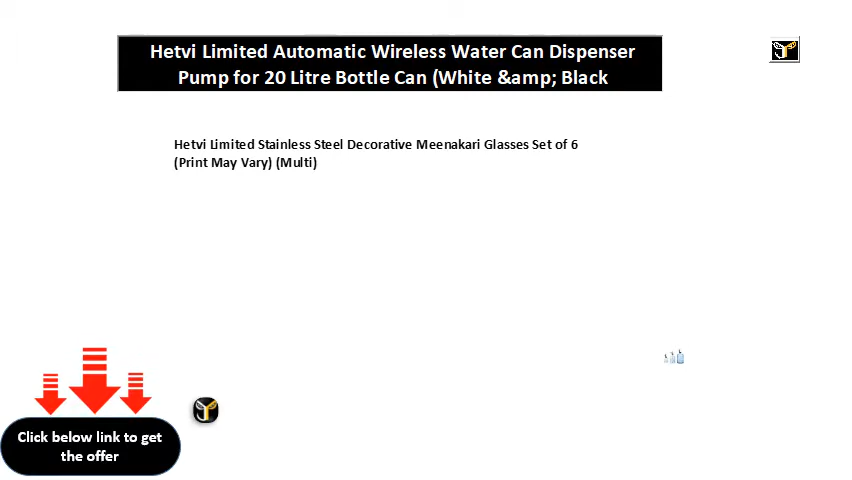 Hetvi Limited Automatic Wireless Water Can Dispenser
Pump for 20 Litre Bottle Can (White &amp; Black
Hetvi Limited Stainless Steel Decorative Meenakari Glasses Set of 6
(Print May Vary) (Multi)
Click below link to get
the offer